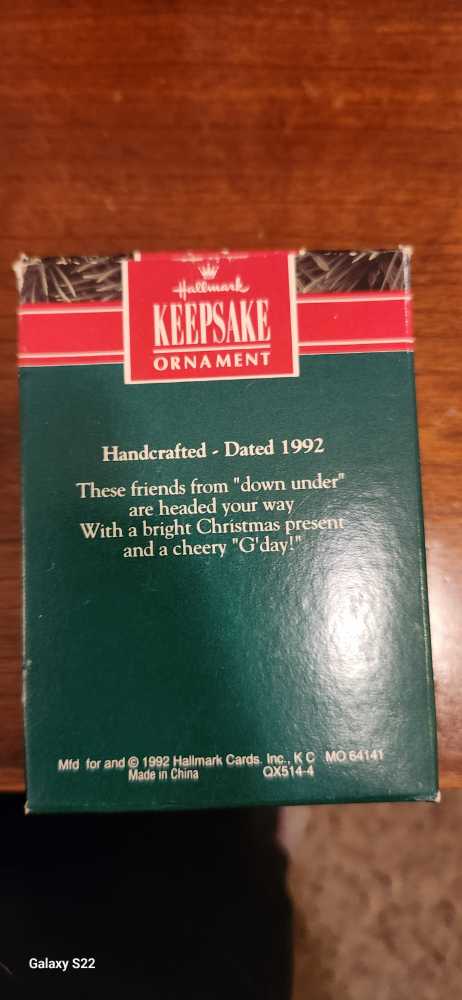 Hallmark
KEEPSAKE
ORNAMENT
Handcrafted - Dated 1992
These friends from "down under"
are headed your way
With a bright Christmas present
and a cheery "G'day!"
Mfd for and © 1992 Hallmark Cards. Inc., K C MO 64141
Made in China QX514-4
Galaxy S22